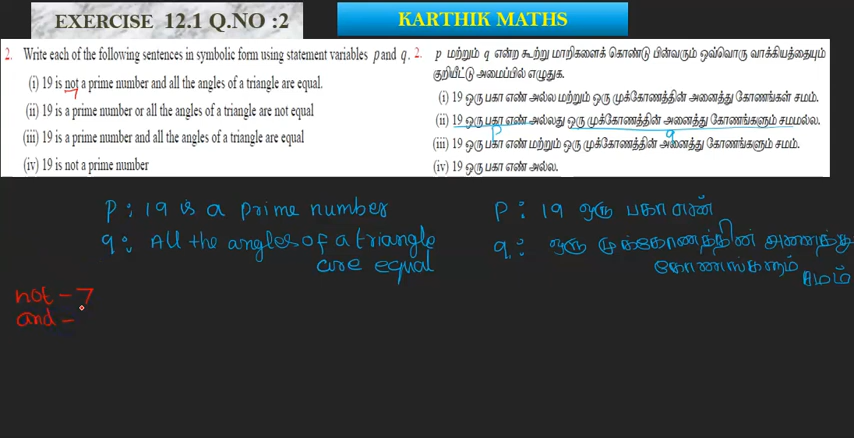 EXERCISE 12.1 Q.NO :2
KARTHIK MATHS
2. Write each of the following sentences in symbolic form using statement variables p and q.
(i) 19 is not a prime number and all the angles of a triangle are equal.
¬
(ii) 19 is a prime number or all the angles of a triangle are not equal
(iii) 19 is a prime number and all the angles of a triangle are equal
(iv) 19 is not a prime number
2. p மற்றும் q என்ற கூற்று மாறிகளைக் கொண்டு பின்வரும் ஒவ்வொரு வாக்கியத்தையும்
குறியீட்டு அமைப்பில் எழுதுக.
(i) 19 ஒரு பகா எண் அல்ல மற்றும் ஒரு முக்கோணத்தின் அனைத்து கோணங்கள் சமம்.
(ii) 19 ஒரு பகா எண் அல்லது ஒரு முக்கோணத்தின் அனைத்து கோணங்களும் சமமல்ல.
p q
(iii) 19 ஒரு பகா எண் மற்றும் ஒரு முக்கோணத்தின் அனைத்து கோணங்களும் சமம்.
(iv) 19 ஒரு பகா எண் அல்ல.
P : 19 is a prime number
q : All the angles of a triangle
are equal
P : 19 ஒரு பகா எண்
q : ஒரு முக்கோணத்தின் அனைத்து
கோணங்களும்
சமம்
not - ¬
and -